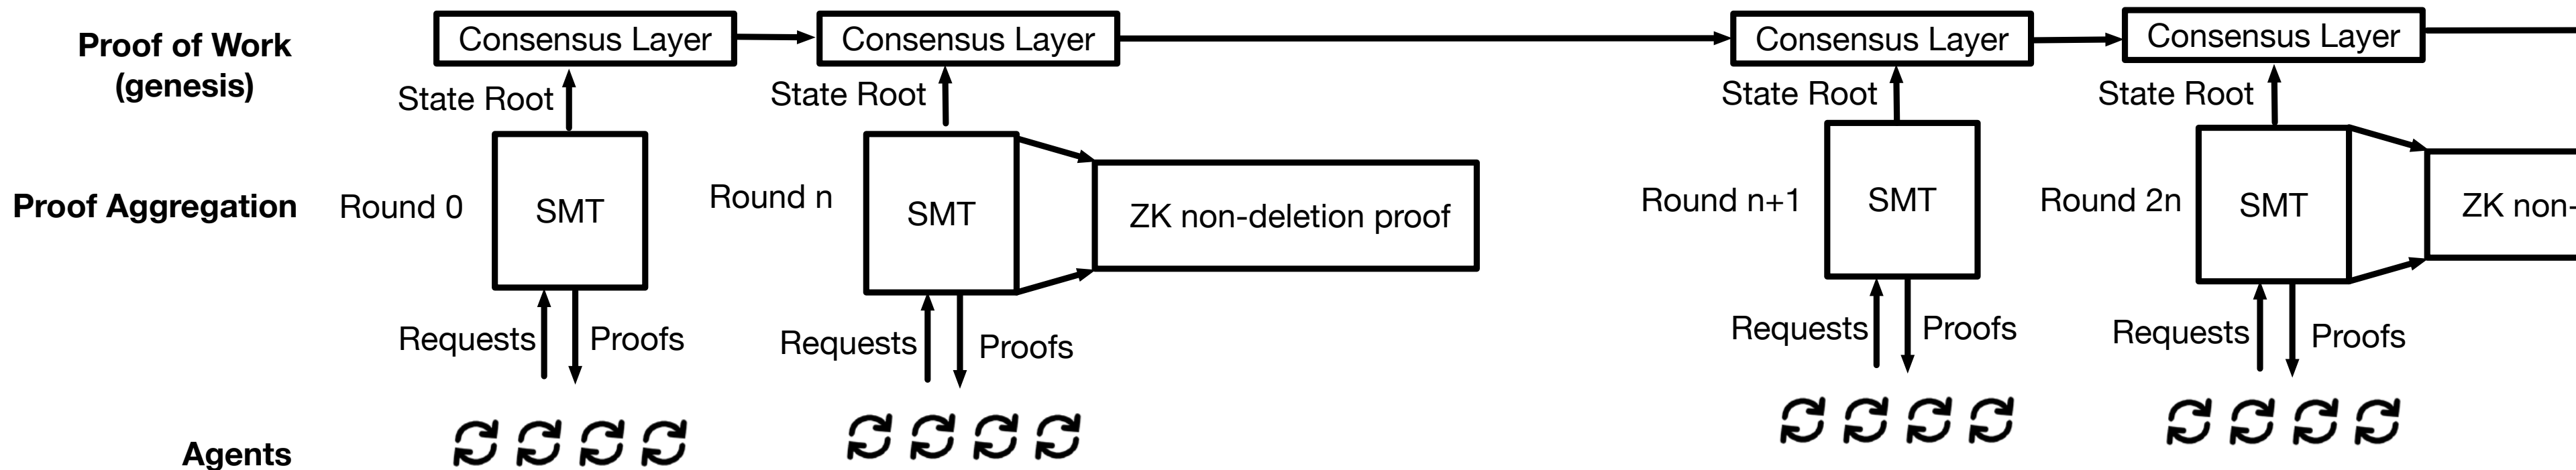 Proof of Work
(genesis)
Consensus Layer
Consensus Layer
Consensus Layer
Consensus Layer
State Root
State Root
State Root
State Root
Proof Aggregation
Round 0
SMT
Round n
SMT
ZK non-deletion proof
Round n+1
SMT
Round 2n
SMT
ZK non-
Requests
Proofs
Requests
Proofs
Requests
Proofs
Requests
Proofs
Agents